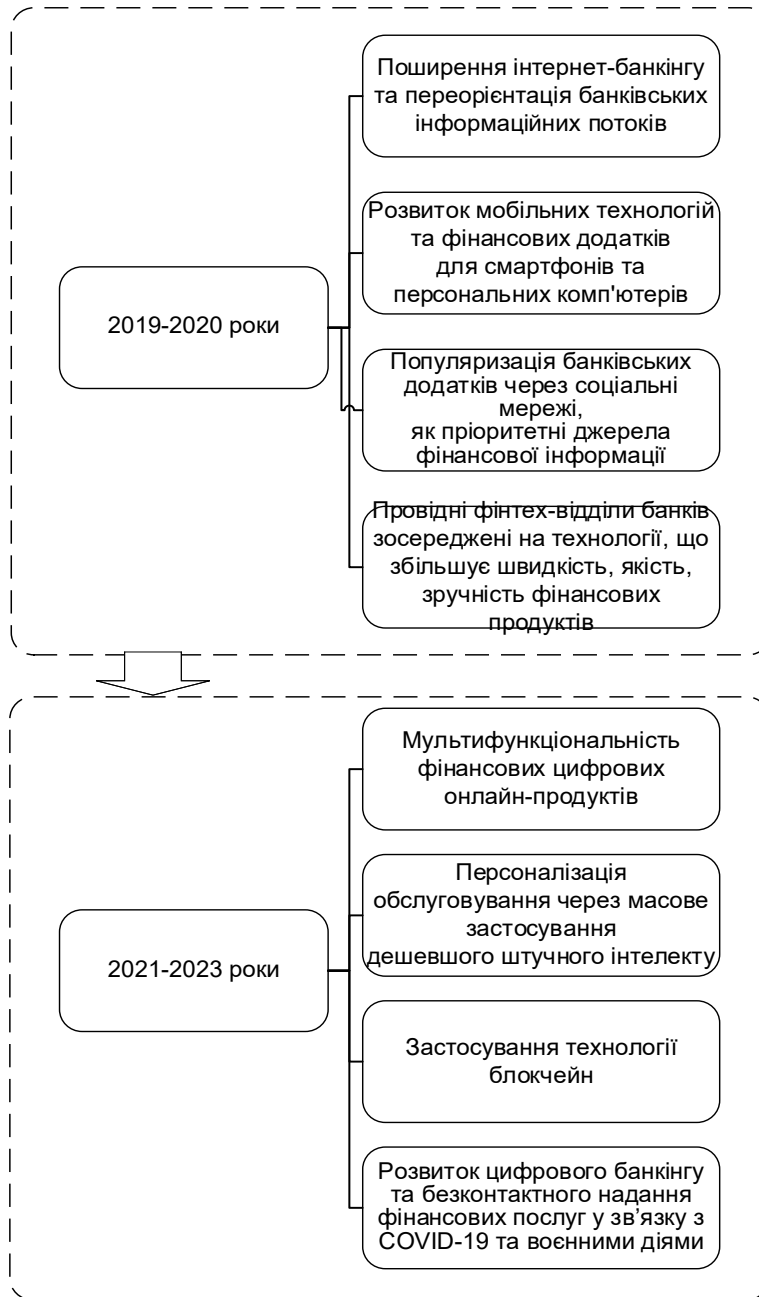 Поширення інтернет-банкінгу
та переорієнтація банківських
інформаційних потоків
Розвиток мобільних технологій
та фінансових додатків
для смартфонів та
персональних комп'ютерів
2019-2020 роки
Популяризація банківських
додатків через соціальні
мережі,
як пріоритетні джерела
фінансової інформації
Провідні фінтех-відділи банків
зосереджені на технології, що
збільшує швидкість, якість,
зручність фінансових
продуктів
Мультифункціональність
фінансових цифрових
онлайн-продуктів
Персоналізація
обслуговування через масове
застосування
дешевшого штучного інтелекту
2021-2023 роки
Застосування технології
блокчейн
Розвиток цифрового банкінгу
та безконтактного надання
фінансових послуг у зв’язку з
COVID-19 та воєнними діями